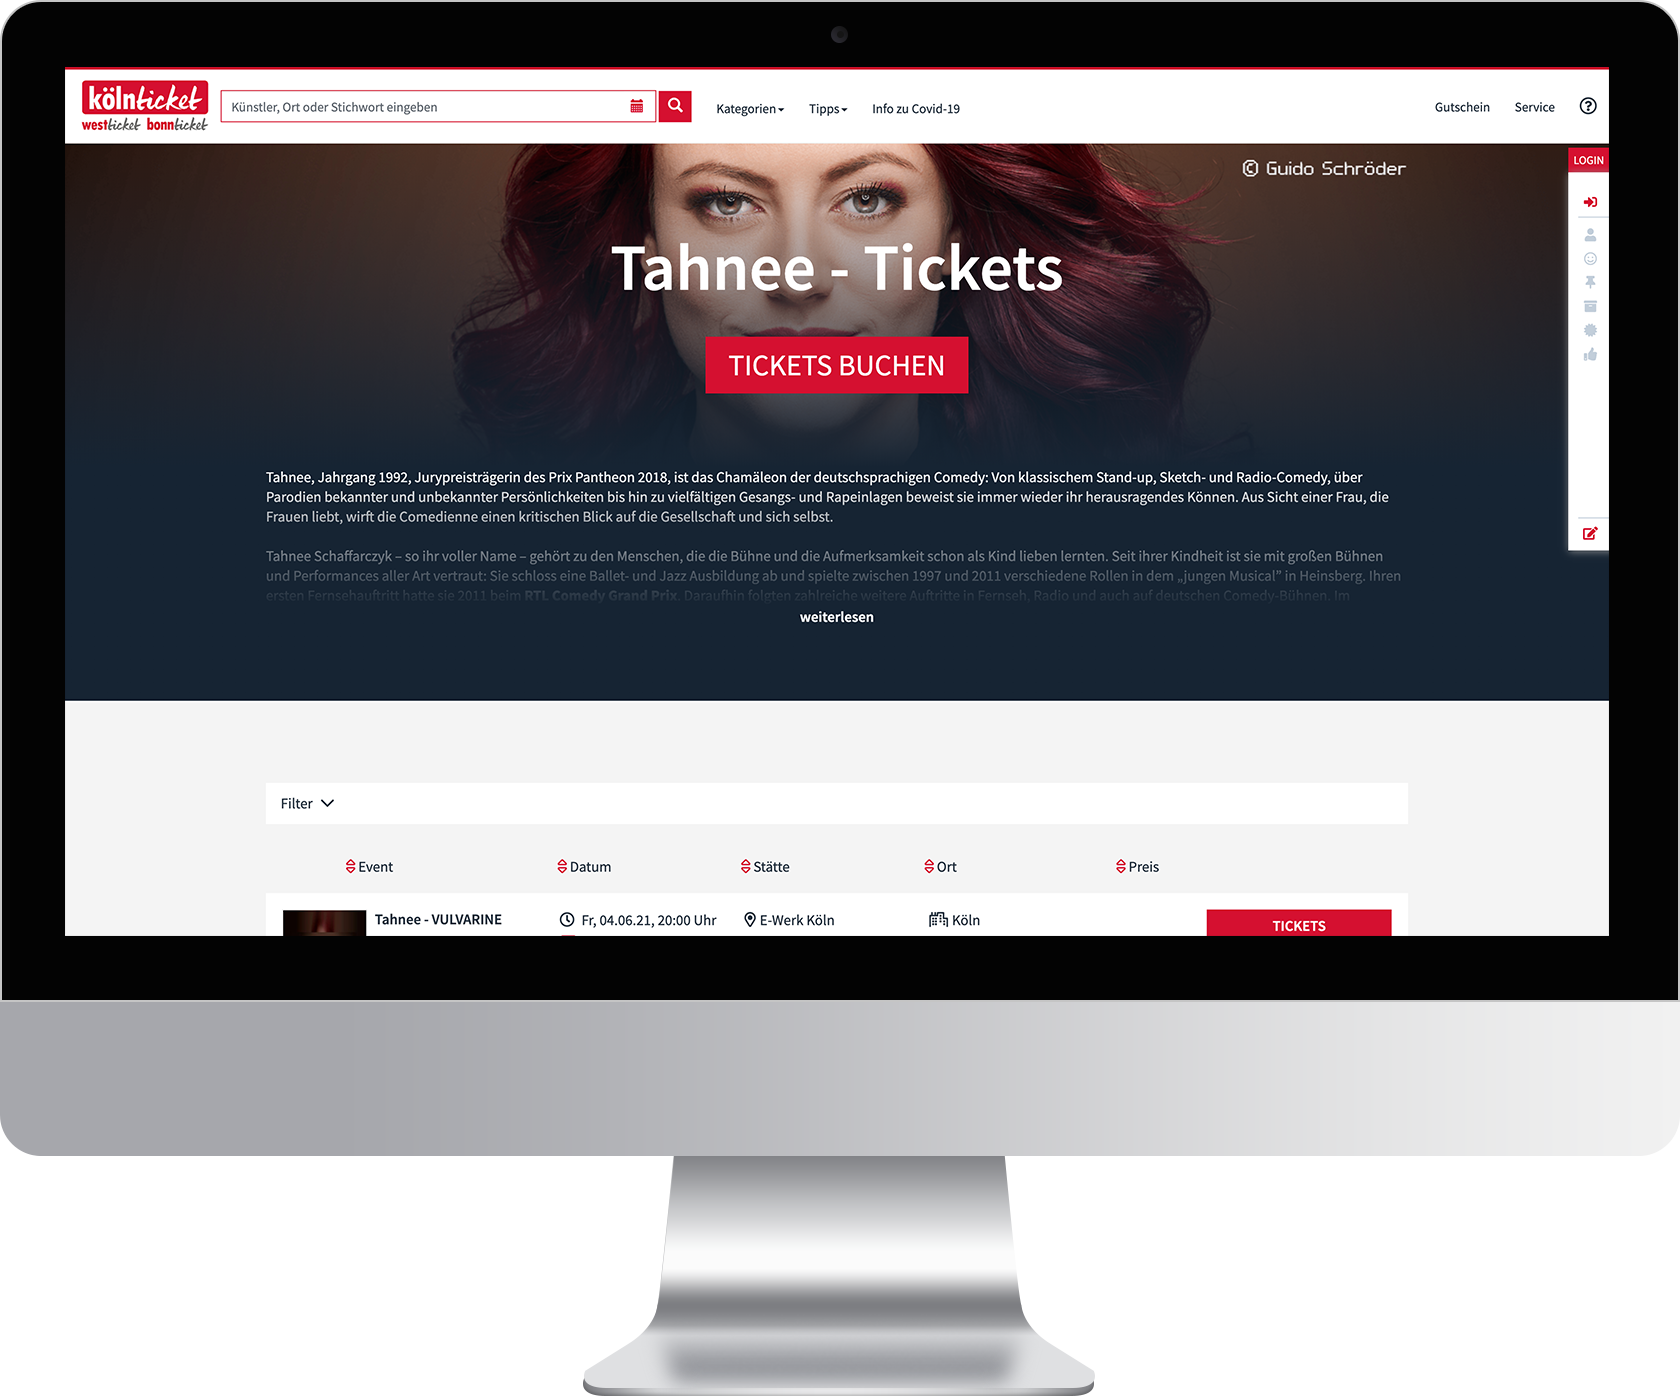 kölnticket
westticket bonnticket
Künstler, Ort oder Stichwort eingeben
Kategorien
Tipps
Info zu Covid-19
Gutschein
Service
LOGIN
© Guido Schröder
Tahnee - Tickets
TICKETS BUCHEN
Tahnee, Jahrgang 1992, Jurypreisträgerin des Prix Pantheon 2018, ist das Chamäleon der deutschsprachigen Comedy: Von klassischem Stand-up, Sketch- und Radio-Comedy, über
Parodien bekannter und unbekannter Persönlichkeiten bis hin zu vielfältigen Gesangs- und Rapeinlagen beweist sie immer wieder ihr herausragendes Können. Aus Sicht einer Frau, die
Frauen liebt, wirft die Comedienne einen kritischen Blick auf die Gesellschaft und sich selbst.
Tahnee Schaffarczyk – so ihr voller Name – gehört zu den Menschen, die die Bühne und die Aufmerksamkeit schon als Kind lieben lernten. Seit ihrer Kindheit ist sie mit großen Bühnen
und Performances aller Art vertraut: Sie schloss eine Ballet- und Jazz Ausbildung ab und spielte zwischen 1997 und 2011 verschiedene Rollen in dem „jungen Musical” in Heinsberg. Ihren
ersten Fernsehauftritt hatte sie 2011 beim RTL Comedy Grand Prix. Daraufhin folgten zahlreiche weitere Auftritte in Fernseh, Radio und auch auf deutschen Comedy-Bühnen. Im
weiterlesen
Filter
Event
Datum
Stätte
Ort
Preis
Tahnee - VULVARINE
Fr, 04.06.21, 20:00 Uhr
E-Werk Köln
Köln
TICKETS